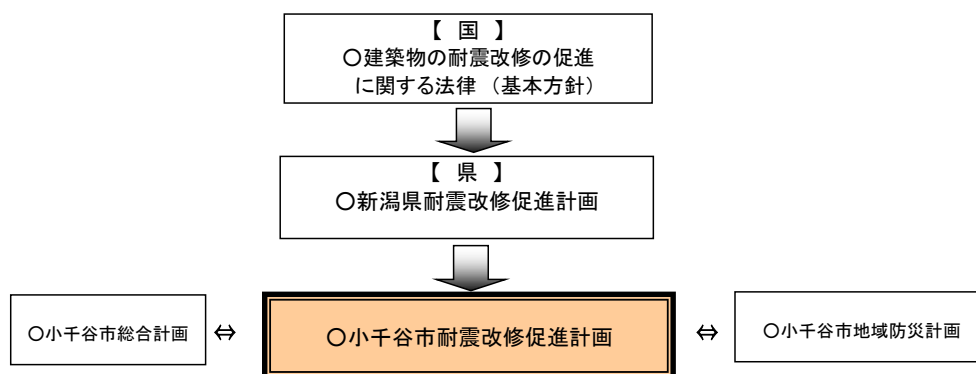 【 国 】
○建築物の耐震改修の促進
に関する法律 （基本方針）
【 県 】
○新潟県耐震改修促進計画
○小千谷市総合計画
⇔
○小千谷市耐震改修促進計画
⇔
○小千谷市地域防災計画